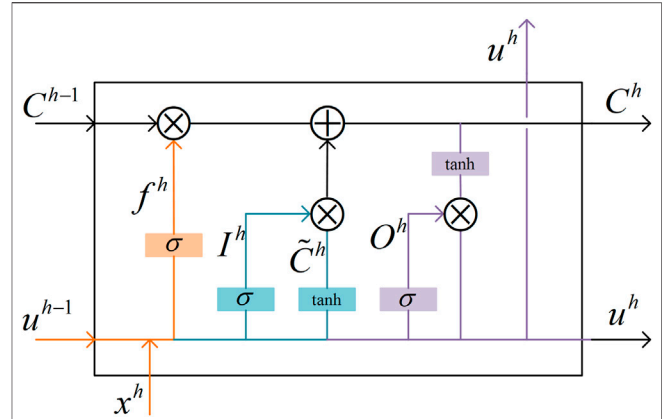 u^h
C^{h-1}
C^h
tanh
f^h
I^h
C̃^h
O^h
σ
σ
tanh
σ
u^{h-1}
u^h
x^h